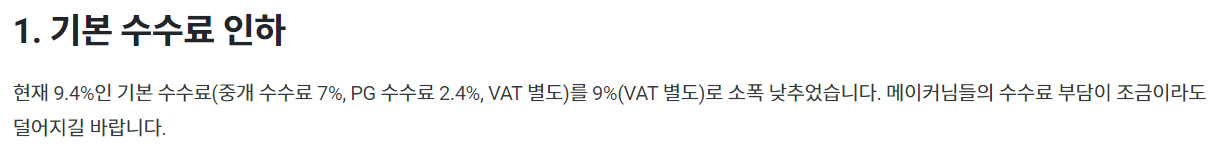 1. 기본 수수료 인하
현재 9.4%인 기본 수수료(중개 수수료 7%, PG 수수료 2.4%, VAT 별도)를 9%(VAT 별도)로 소폭 낮추었습니다. 메이커님들의 수수료 부담이 조금이라도
덜어지길 바랍니다.